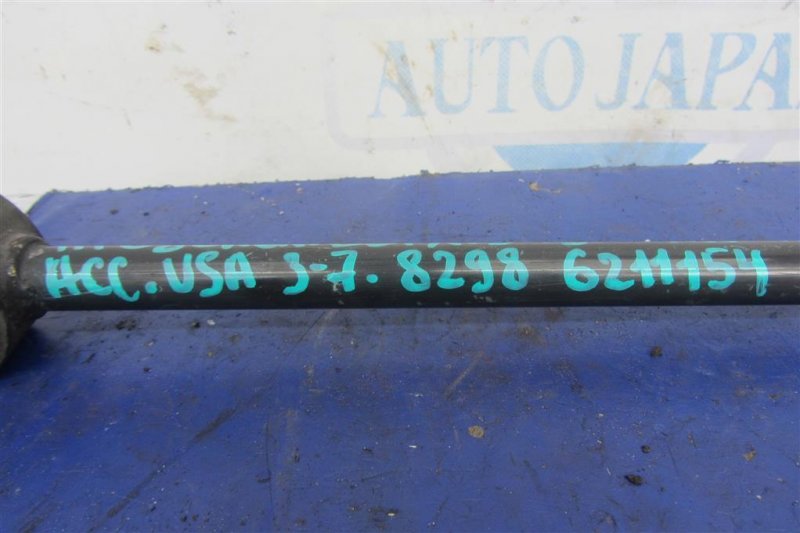 AUTO JAPA
ACC. USA 3-7. 8298 6211154